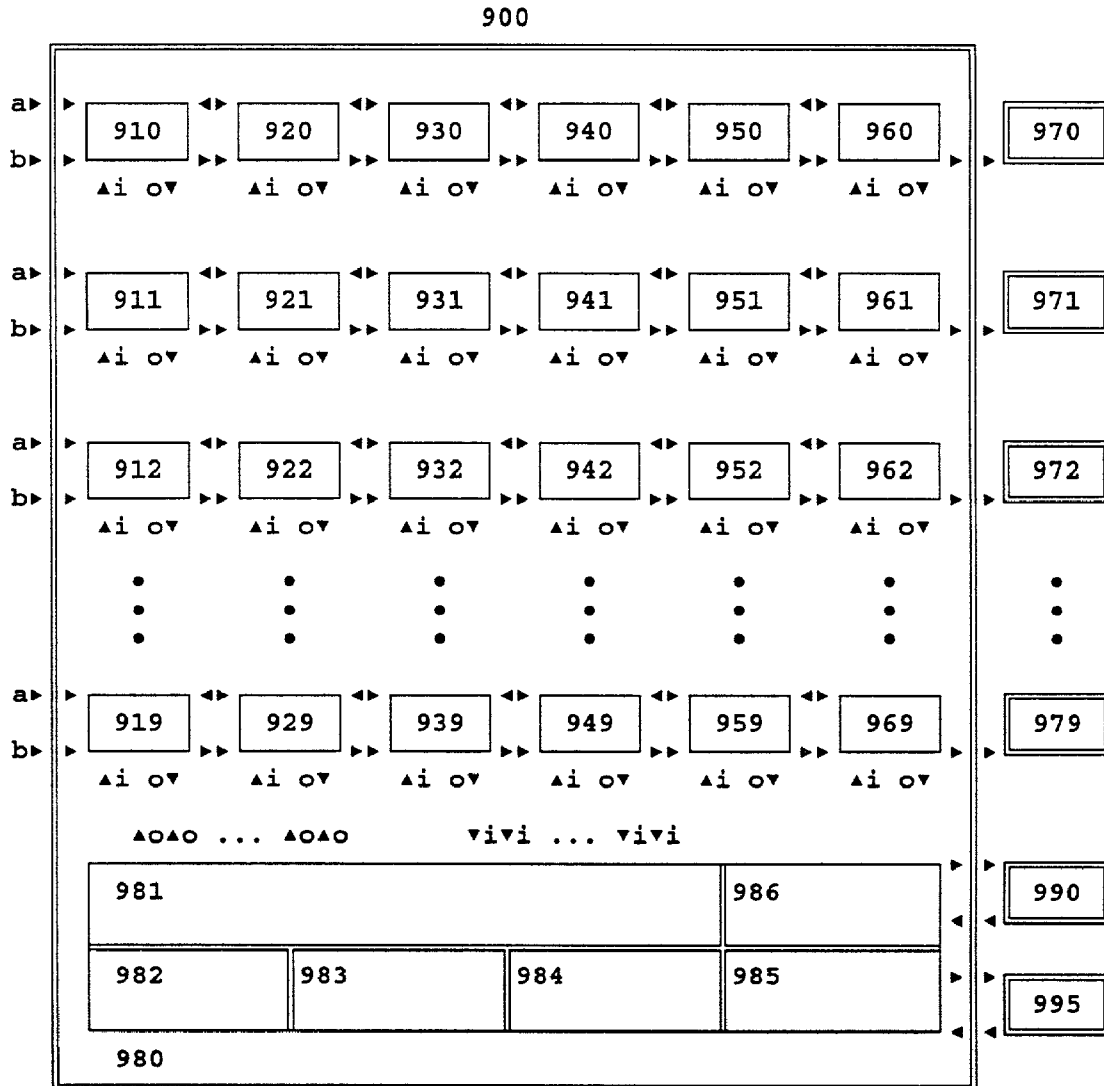 900
a▶ ▶ 910 ◀▶ 920 ◀▶ 930 ◀▶ 940 ◀▶ 950 ◀▶ 960 970
b▶ ▶ ▶▶ ▶▶ ▶▶ ▶▶ ▶▶ ▶ ▶
▲i o▼ ▲i o▼ ▲i o▼ ▲i o▼ ▲i o▼ ▲i o▼
a▶ ▶ 911 ◀▶ 921 ◀▶ 931 ◀▶ 941 ◀▶ 951 ◀▶ 961 971
b▶ ▶ ▶▶ ▶▶ ▶▶ ▶▶ ▶▶ ▶ ▶
▲i o▼ ▲i o▼ ▲i o▼ ▲i o▼ ▲i o▼ ▲i o▼
a▶ ▶ 912 ◀▶ 922 ◀▶ 932 ◀▶ 942 ◀▶ 952 ◀▶ 962 972
b▶ ▶ ▶▶ ▶▶ ▶▶ ▶▶ ▶▶ ▶ ▶
▲i o▼ ▲i o▼ ▲i o▼ ▲i o▼ ▲i o▼ ▲i o▼
a▶ ▶ 919 ◀▶ 929 ◀▶ 939 ◀▶ 949 ◀▶ 959 ◀▶ 969 979
b▶ ▶ ▶▶ ▶▶ ▶▶ ▶▶ ▶▶ ▶ ▶
▲i o▼ ▲i o▼ ▲i o▼ ▲i o▼ ▲i o▼ ▲i o▼
▲o▲o ... ▲o▲o ▼i▼i ... ▼i▼i
981 986 ▶ ▶ 990
◀ ◀
982 983 984 985 ▶ ▶ 995
◀ ◀
980